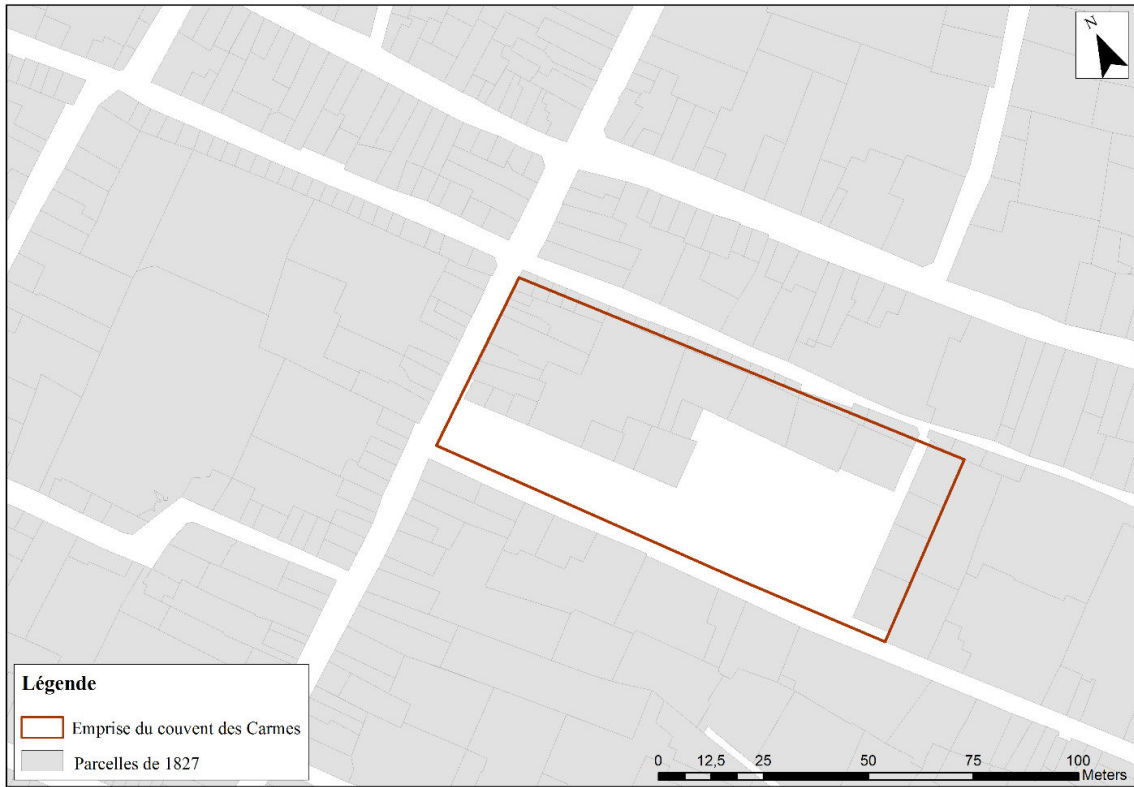 N
Légende
Emprise du couvent des Carmes
Parcelles de 1827
0 12,5 25 50 75 100
Meters